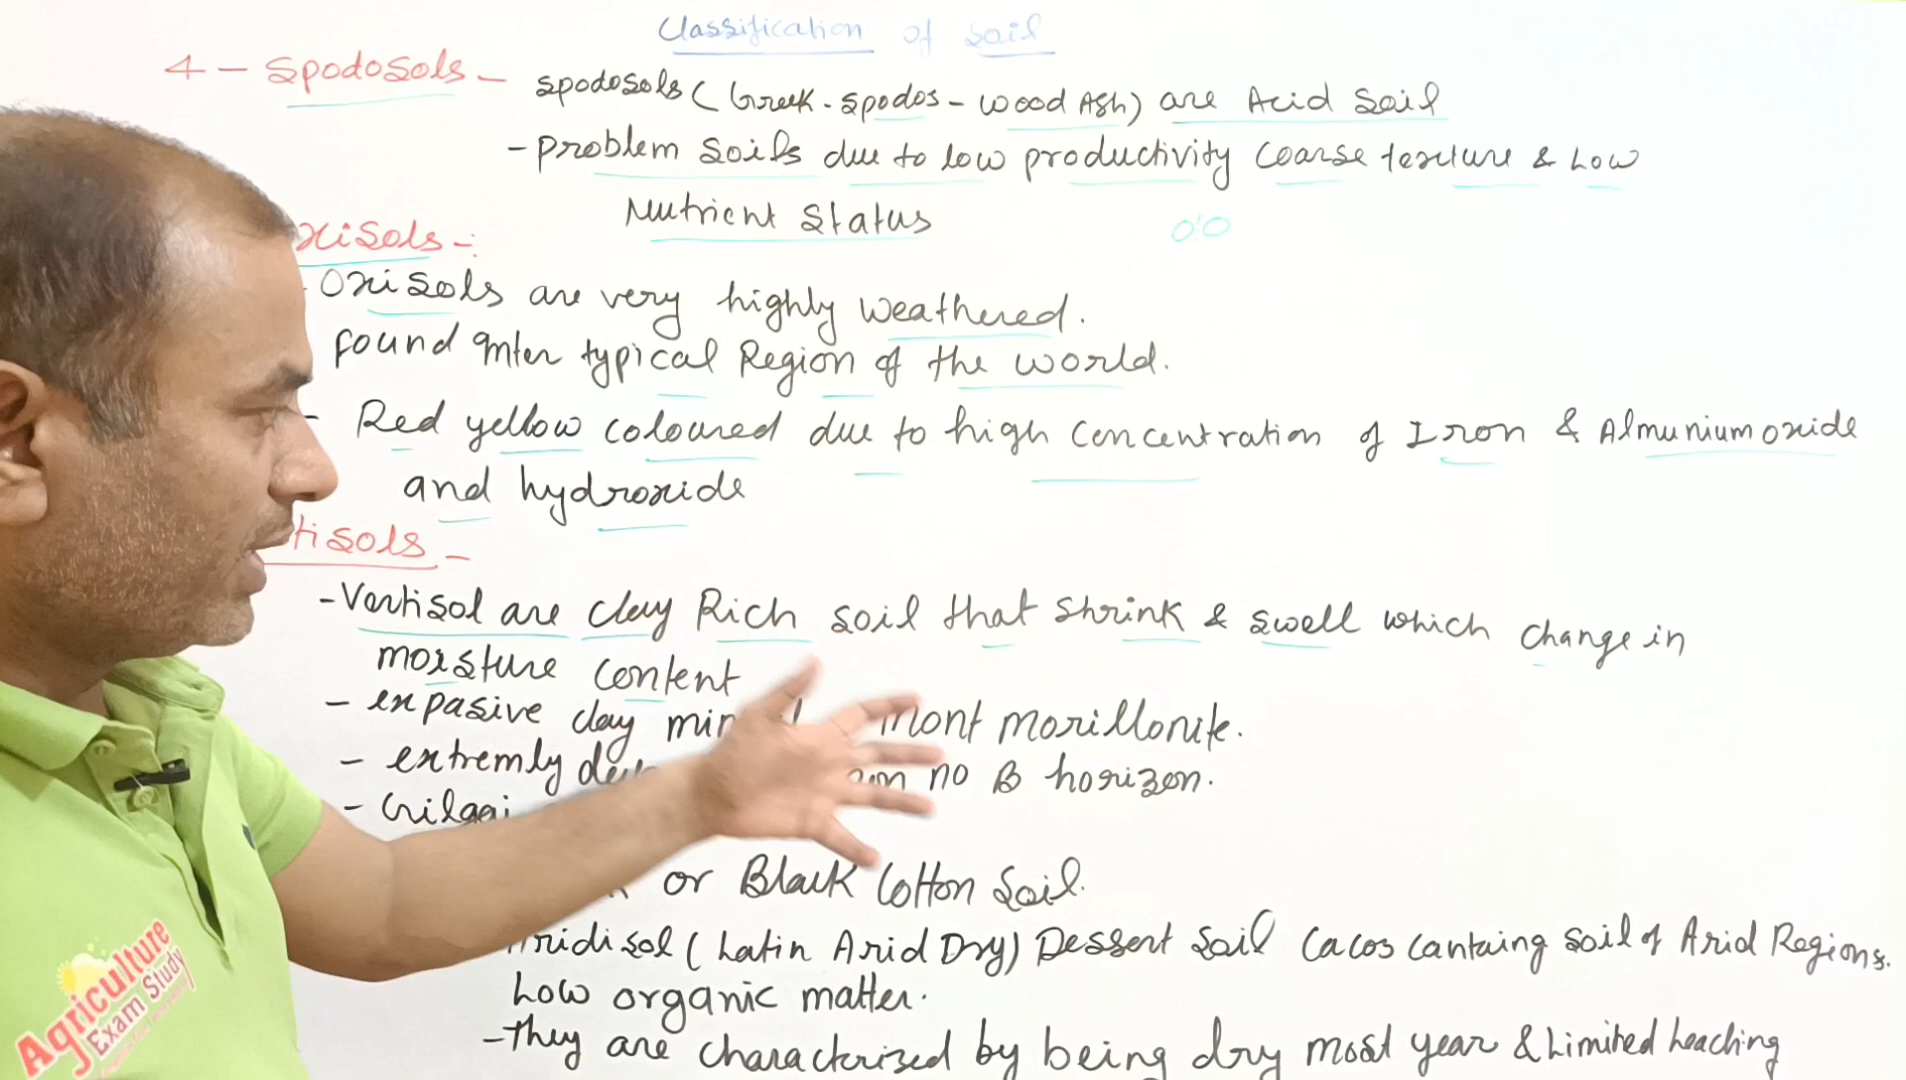 Classification of Soil
4 - Spodosols -
Spodosols (Greek - Spodos - Wood Ash) are Acid Soil
- Problem Soils due to low productivity Coarse texture & Low
Nutrient Status
xisols -
Oxisols are very highly weathered.
found Inter typical Region of the world.
- Red yellow coloured due to high Concentration of Iron & Almunium oxide
and hydroxide
tisols -
- Vertisol are clay Rich soil that shrink & swell which change in
moisture content
- expasive clay min mont morillonite.
- extremly no B horizon.
- Gilgai
or Black Cotton Soil.
ridisol (Latin Arid Dry) Dessert Soil Cacos Cantaing Soil of Arid Regions.
Low organic matter.
- They are characterized by being dry most year & Limited leaching
Agriculture
Exam Study